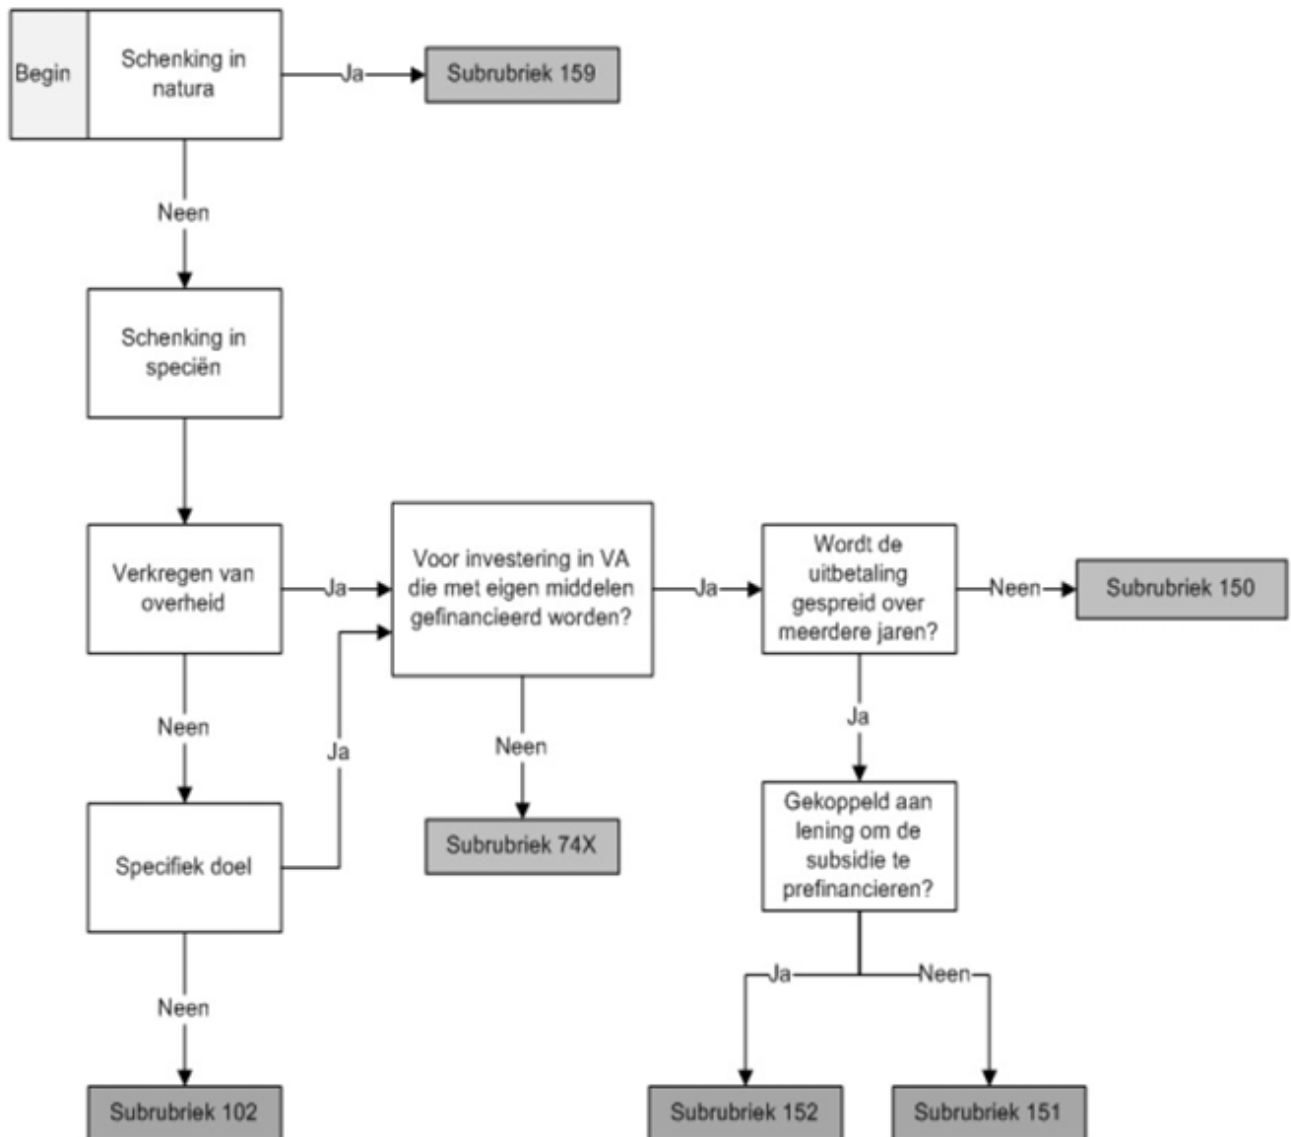 Begin
Schenking in
natura
Ja
Subrubriek 159
Neen
Schenking in
speciën
Verkregen van
overheid
Ja
Voor investering in VA
die met eigen middelen
gefinancieerd worden?
Ja
Wordt de
uitbetaling
gespreid over
meerdere jaren?
Neen
Subrubriek 150
Neen
Ja
Neen
Ja
Specifiek doel
Subrubriek 74X
Gekoppeld aan
lening om de
subsidie te
prefinancieren?
Neen
Ja
Neen
Subrubriek 102
Subrubriek 152
Subrubriek 151